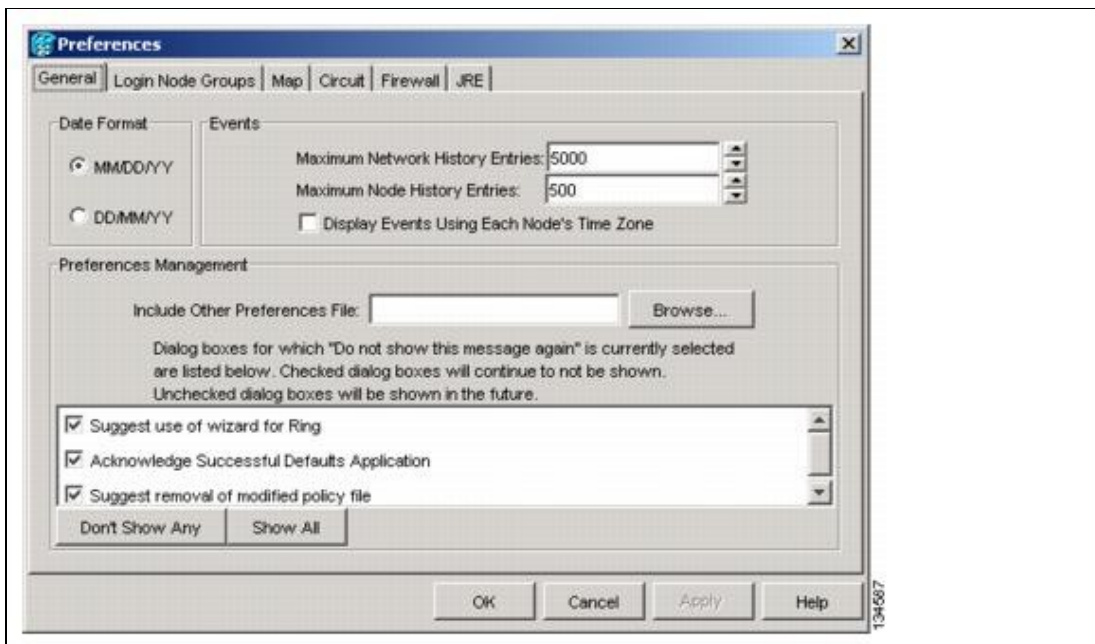 Preferences
General Login Node Groups Map Circuit Firewall JRE
Date Format
MM/DD/YY
DD/MM/YY
Events
Maximum Network History Entries: 5000
Maximum Node History Entries: 500
Display Events Using Each Node's Time Zone
Preferences Management
Include Other Preferences File: Browse...
Dialog boxes for which "Do not show this message again" is currently selected
are listed below. Checked dialog boxes will continue to not be shown.
Unchecked dialog boxes will be shown in the future.
Suggest use of wizard for Ring
Acknowledge Successful Defaults Application
Suggest removal of modified policy file
Don't Show Any Show All
OK Cancel Apply Help
134587